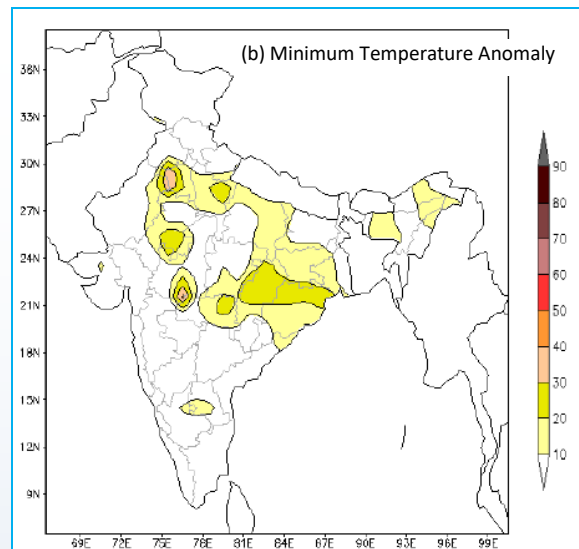 (b) Minimum Temperature Anomaly
36N
33N
30N
27N
24N
21N
18N
15N
12N
9N
69E 72E 75E 78E 81E 84E 87E 90E 93E 96E 99E
90
80
70
60
50
40
30
20
10